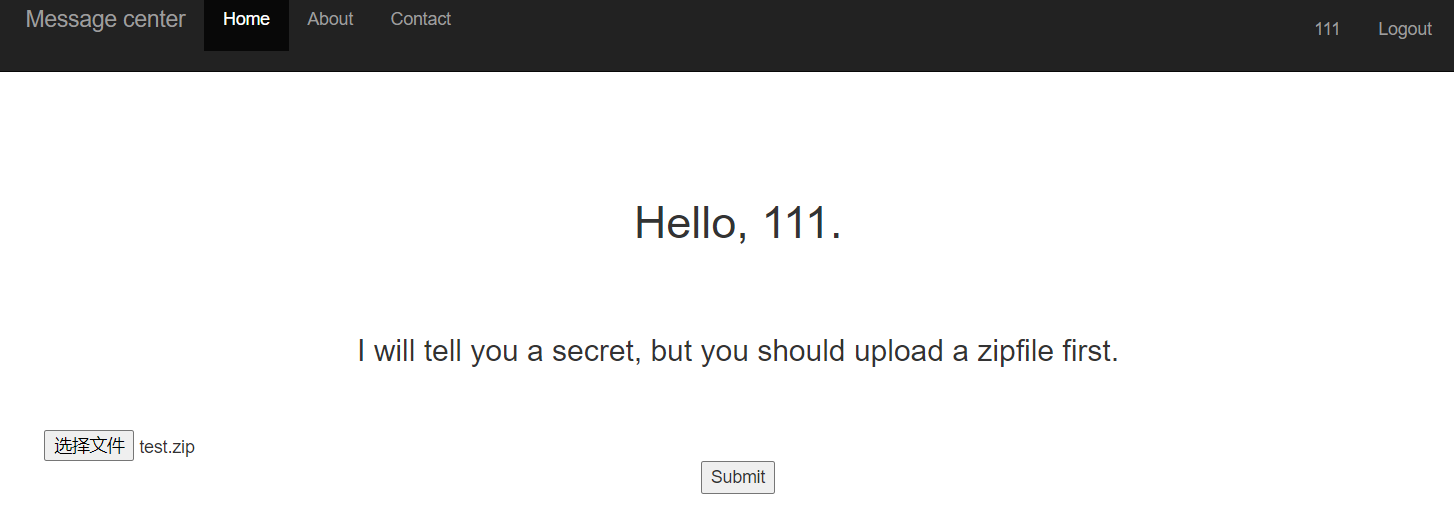 Message center Home About Contact 111 Logout
Hello, 111.
I will tell you a secret, but you should upload a zipfile first.
选择文件 test.zip
Submit